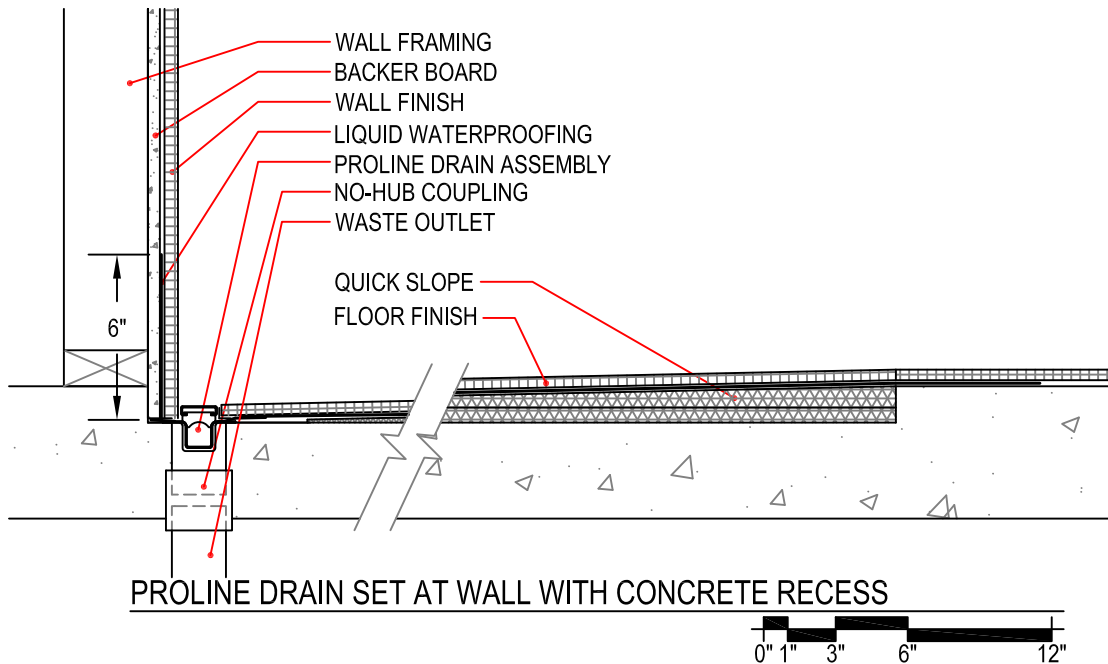 WALL FRAMING
BACKER BOARD
WALL FINISH
LIQUID WATERPROOFING
PROLINE DRAIN ASSEMBLY
NO-HUB COUPLING
WASTE OUTLET
QUICK SLOPE
FLOOR FINISH
6"
PROLINE DRAIN SET AT WALL WITH CONCRETE RECESS
0" 1" 3" 6" 12"